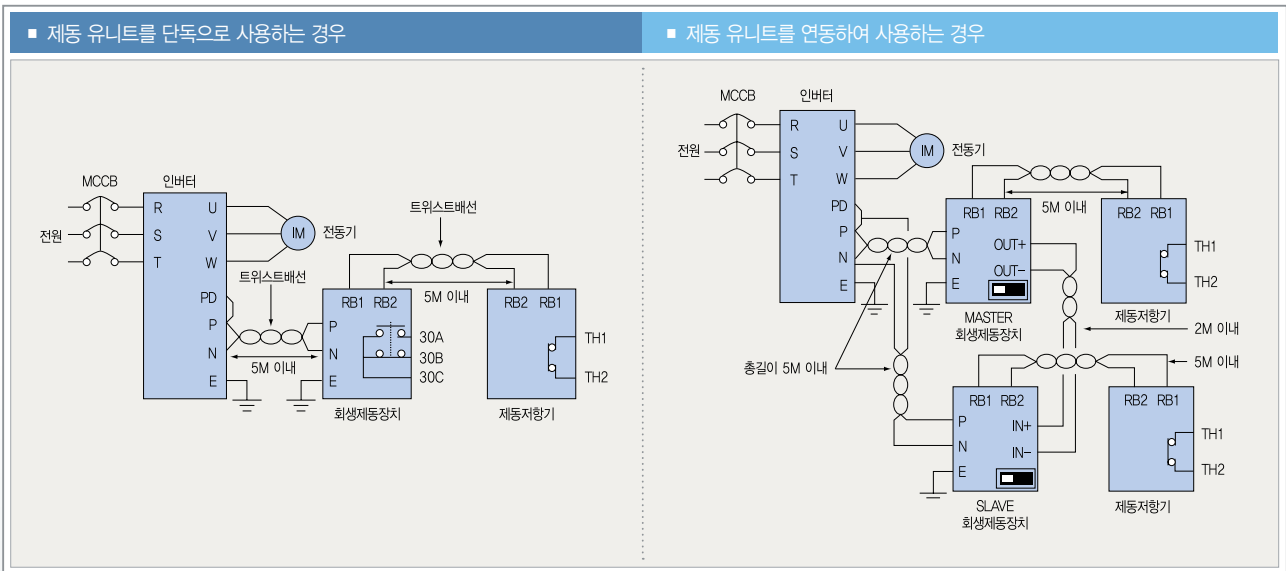 ■ 제동 유니트를 단독으로 사용하는 경우
■ 제동 유니트를 연동하여 사용하는 경우
MCCB
인버터
전원
R
S
T
U
V
W
PD
P
N
E
IM
전동기
트위스트배선
트위스트배선
5M 이내
RB1 RB2
P
N
E
30A
30B
30C
회생제동장치
5M 이내
RB2 RB1
TH1
TH2
제동저항기
MCCB
인버터
전원
R
S
T
U
V
W
PD
P
N
E
IM
전동기
RB1 RB2
P
N
E
OUT+
OUT-
MASTER
회생제동장치
5M 이내
RB2 RB1
TH1
TH2
제동저항기
2M 이내
총길이 5M 이내
5M 이내
RB1 RB2
P
N
E
IN+
IN-
SLAVE
회생제동장치
RB2 RB1
TH1
TH2
제동저항기